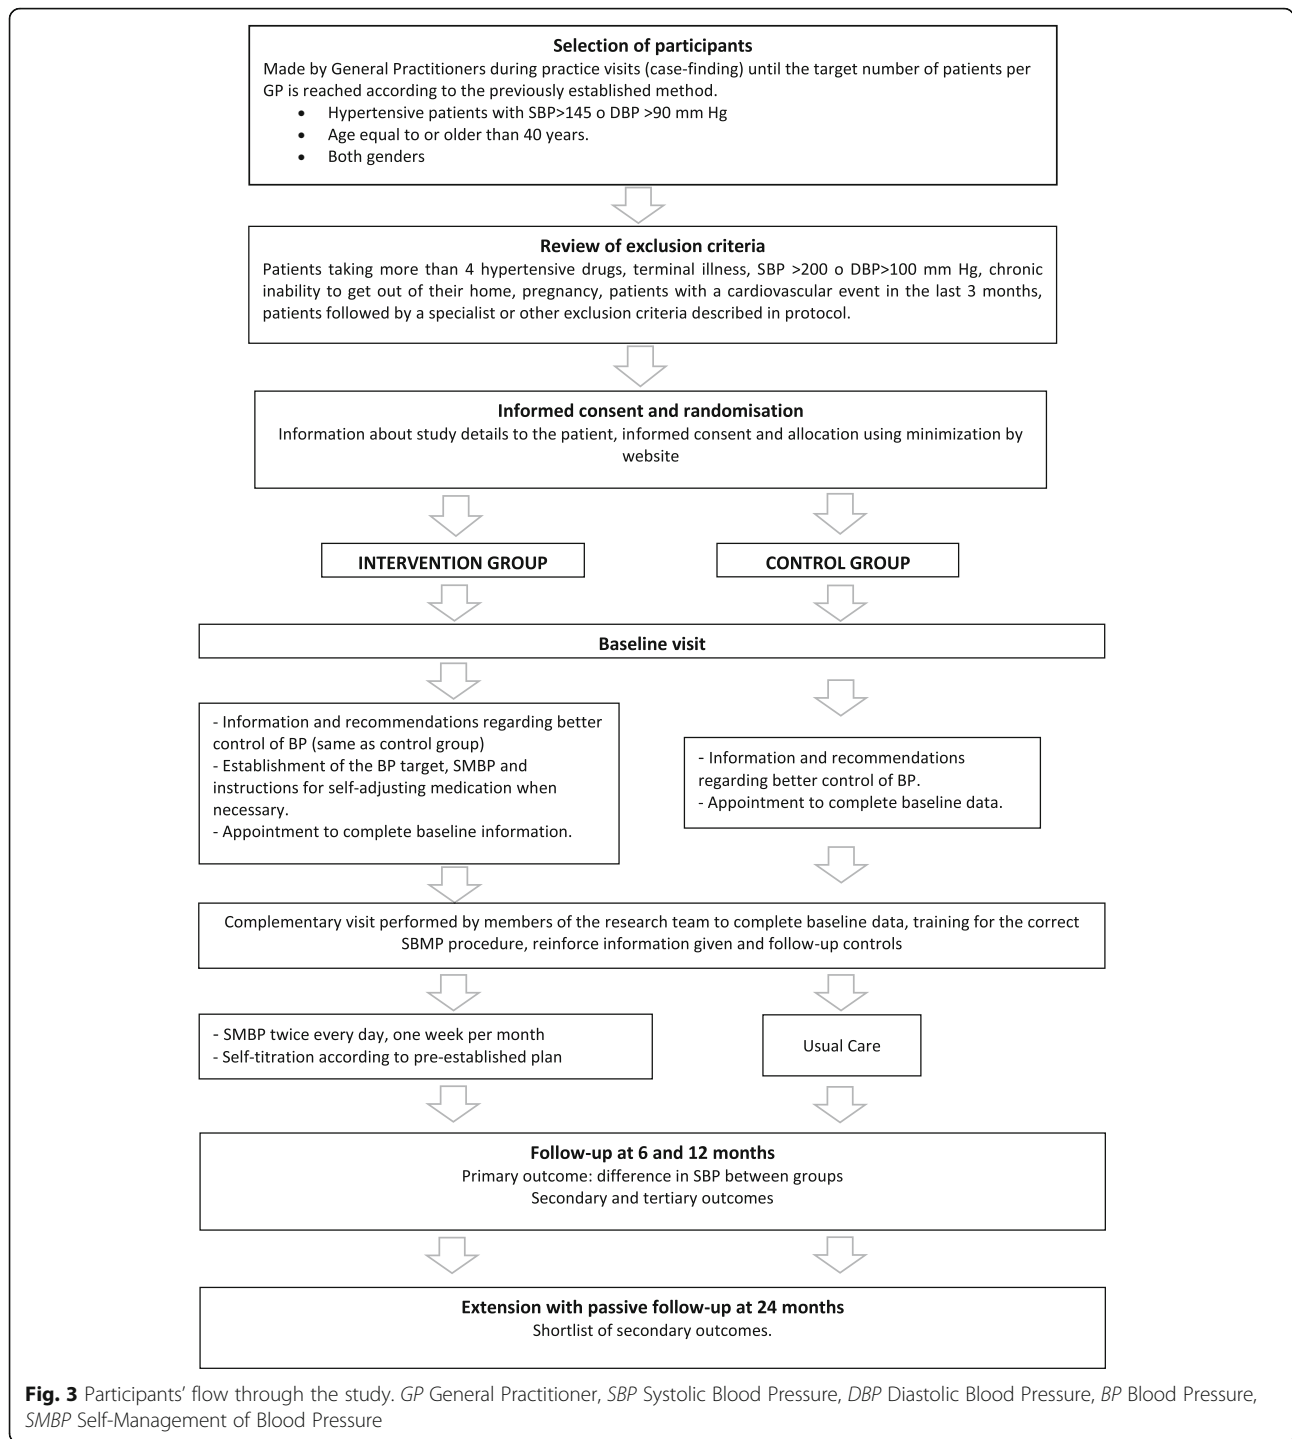 Selection of participants
Made by General Practitioners during practice visits (case-finding) until the target number of patients per
GP is reached according to the previously established method.
• Hypertensive patients with SBP>145 o DBP >90 mm Hg
• Age equal to or older than 40 years.
• Both genders
Review of exclusion criteria
Patients taking more than 4 hypertensive drugs, terminal illness, SBP >200 o DBP>100 mm Hg, chronic
inability to get out of their home, pregnancy, patients with a cardiovascular event in the last 3 months,
patients followed by a specialist or other exclusion criteria described in protocol.
Informed consent and randomisation
Information about study details to the patient, informed consent and allocation using minimization by
website
INTERVENTION GROUP
CONTROL GROUP
Baseline visit
- Information and recommendations regarding better
control of BP (same as control group)
- Establishment of the BP target, SMBP and
instructions for self-adjusting medication when
necessary.
- Appointment to complete baseline information.
- Information and recommendations
regarding better control of BP.
- Appointment to complete baseline data.
Complementary visit performed by members of the research team to complete baseline data, training for the correct
SBMP procedure, reinforce information given and follow-up controls
- SMBP twice every day, one week per month
- Self-titration according to pre-established plan
Usual Care
Follow-up at 6 and 12 months
Primary outcome: difference in SBP between groups
Secondary and tertiary outcomes
Extension with passive follow-up at 24 months
Shortlist of secondary outcomes.
Fig. 3 Participants’ flow through the study. GP General Practitioner, SBP Systolic Blood Pressure, DBP Diastolic Blood Pressure, BP Blood Pressure,
SMBP Self-Management of Blood Pressure